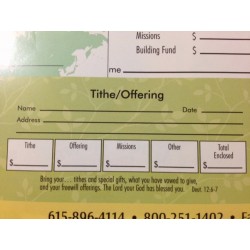 Missions $
Building Fund $
me $
Tithe/Offering
Name Date
Address
Tithe Offering Missions Other Total Enclosed
$ $ $ $ $
Bring your.... tithes and special gifts, what you have vowed to give,
and your freewill offerings. The Lord your God has blessed you. Deut. 12:6-7
615-896-4114 • 800-251-1402 • Fa